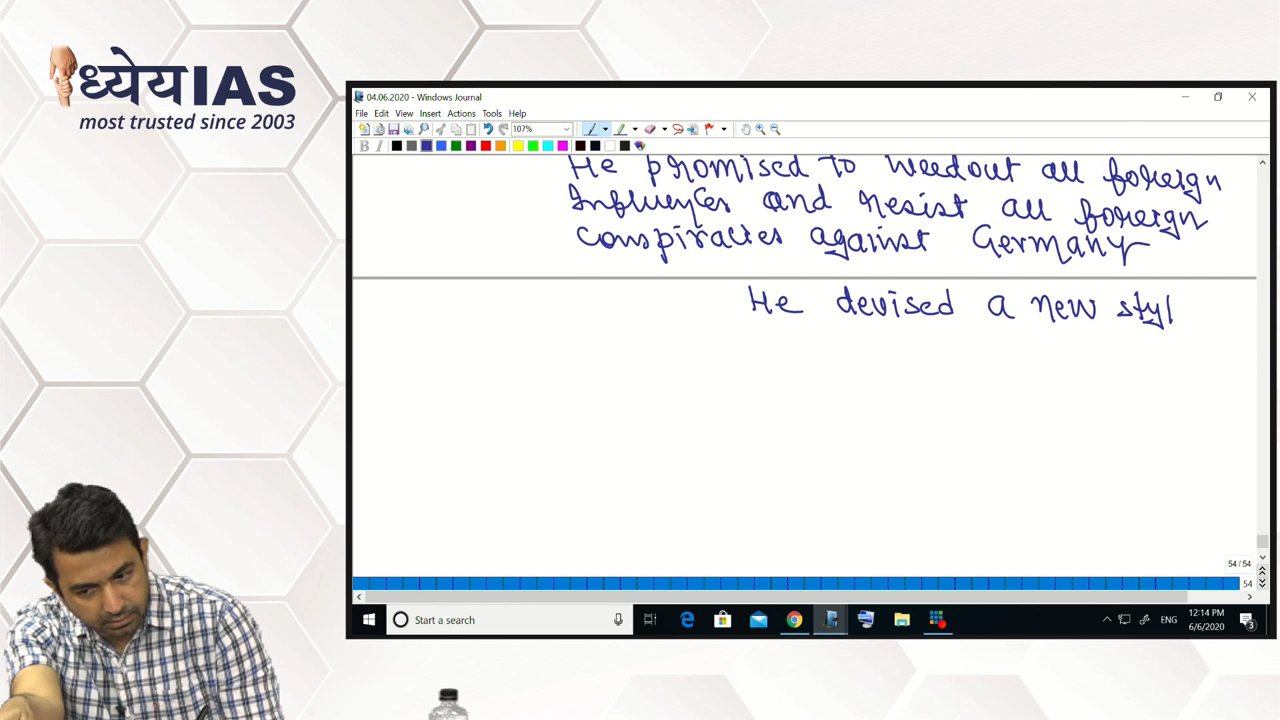 ध्येय IAS
most trusted since 2003
04.06.2020 - Windows Journal
File Edit View Insert Actions Tools Help
107%
B I
He promised to weedout all foreign
Influences and resist all foreign
conspiracies against Germany
He devised a new styl
54 / 54
54
Start a search
ENG
12:14 PM
6/6/2020
3